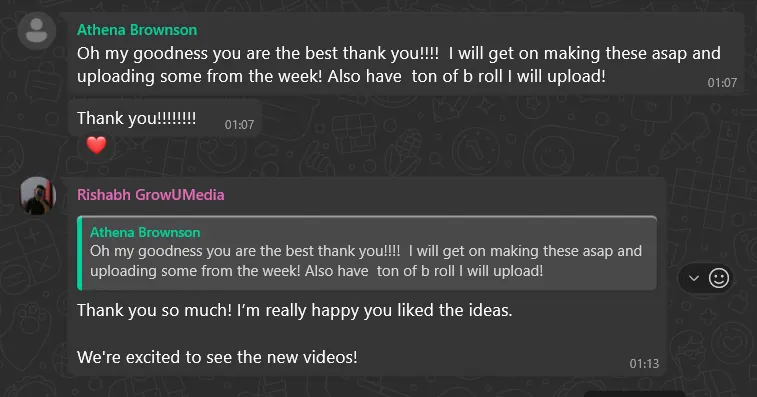 Athena Brownson
Oh my goodness you are the best thank you!!!!  I will get on making these asap and
uploading some from the week! Also have  ton of b roll I will upload!
01:07
Thank you!!!!!!!!
01:07
Rishabh GrowUMedia
Athena Brownson
Oh my goodness you are the best thank you!!!!  I will get on making these asap and
uploading some from the week! Also have  ton of b roll I will upload!
Thank you so much! I’m really happy you liked the ideas.
We're excited to see the new videos!
01:13